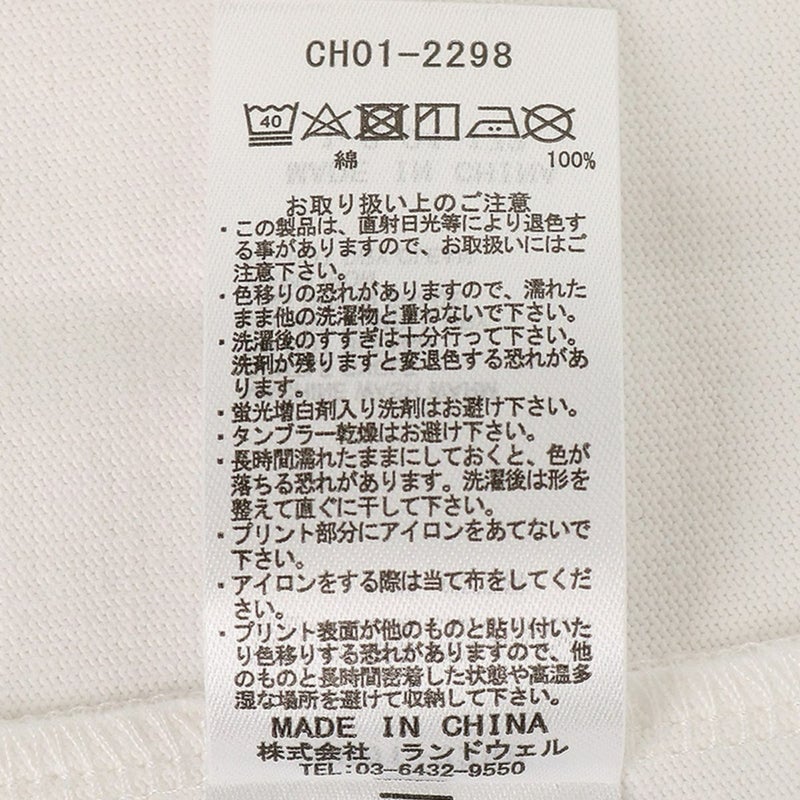 CH01-2298
40
綿 100%
お取り扱い上のご注意
・この製品は、直射日光等により退色す
る事がありますので、お取扱いにはご
注意下さい。
・色移りの恐れがありますので、濡れた
まま他の洗濯物と重ねないで下さい。
・洗濯後のすすぎは十分行って下さい。
洗剤が残りますと変退色する恐れがあ
ります。
・蛍光増白剤入り洗剤はお避け下さい。
・タンブラー乾燥はお避け下さい。
・長時間濡れたままにしておくと、色が
落ちる恐れがあります。洗濯後は形を
整えて直ぐに干して下さい。
・プリント部分にアイロンをあてないで
下さい。
・アイロンをする際は当て布をしてくだ
さい。
・プリント表面が他のものと貼り付いた
り色移りする恐れがありますので、他
のものと長時間密着した状態や高温多
湿な場所を避けて収納して下さい。
MADE IN CHINA
株式会社 ランドウェル
TEL:03-6432-9550